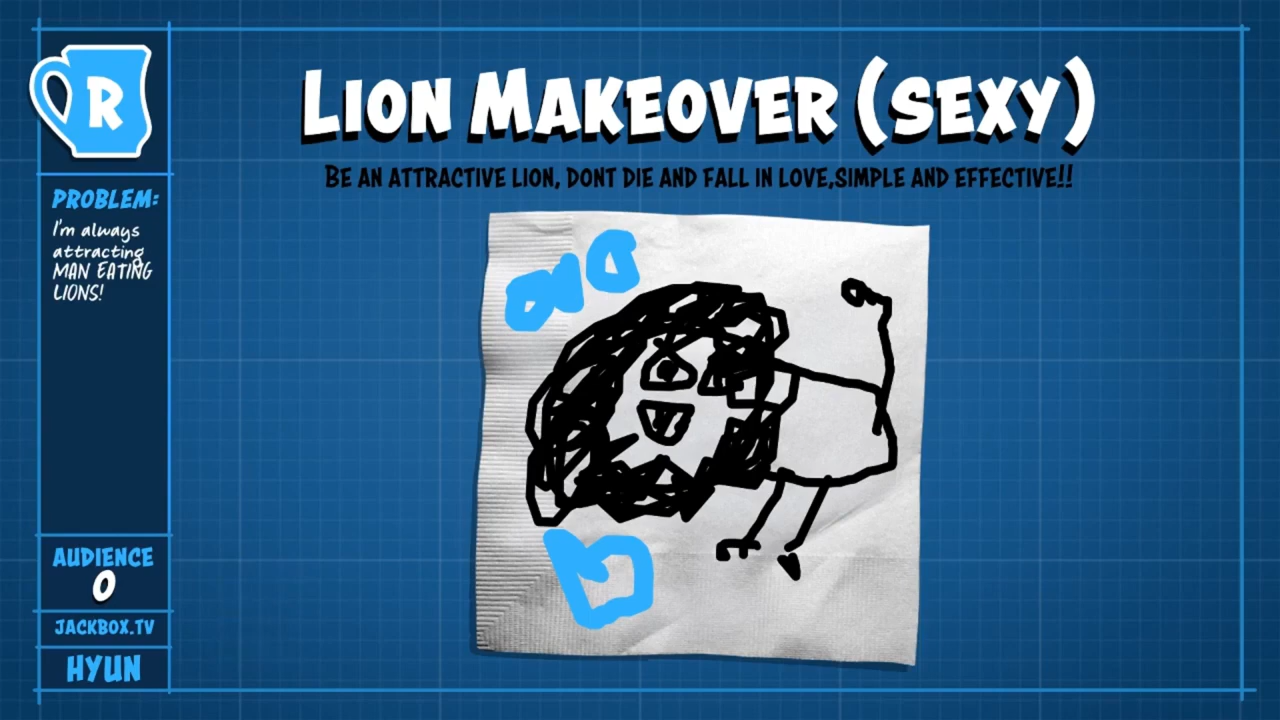 R
LION MAKEOVER (SEXY)
BE AN ATTRACTIVE LION, DONT DIE AND FALL IN LOVE,SIMPLE AND EFFECTIVE!!
PROBLEM:
I'm always
attracting
MAN EATING
LIONS!
AUDIENCE
0
JACKBOX.TV
HYUN